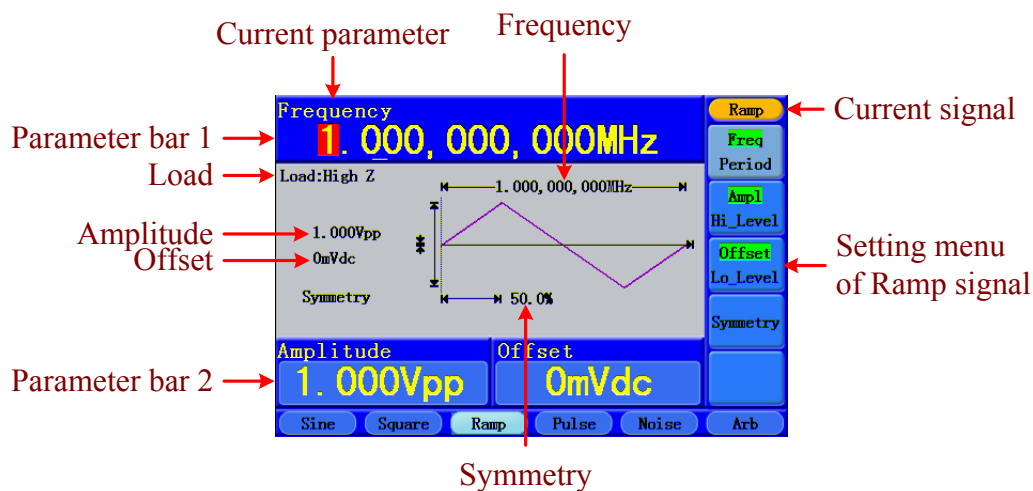 Current parameter
Frequency
Parameter bar 1
Load
Amplitude
Offset
Parameter bar 2
Symmetry
Current signal
Setting menu
of Ramp signal
Frequency
1.000,000,000MHz
Load:High Z
1.000,000,000MHz
1.000Vpp
0mVdc
Symmetry
50.0%
Amplitude
Offset
1.000Vpp
0mVdc
Ramp
Freq
Period
Ampl
Hi_Level
Offset
Lo_Level
Symmetry
Sine
Square
Ramp
Pulse
Noise
Arb